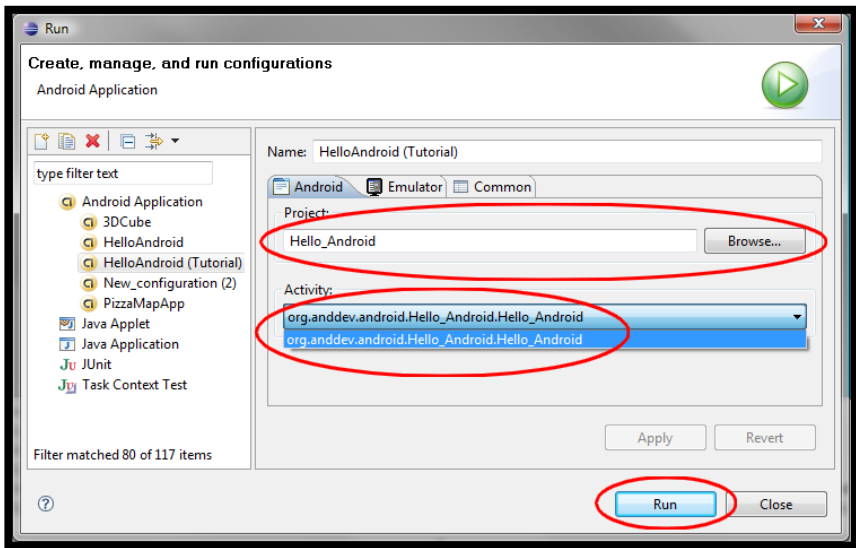 Run
Create, manage, and run configurations
Android Application
type filter text
Android Application
3DCube
HelloAndroid
HelloAndroid (Tutorial)
New_configuration (2)
PizzaMapApp
Java Applet
Java Application
JUnit
Task Context Test
Filter matched 80 of 117 items
Name: HelloAndroid (Tutorial)
Android Emulator Common
Project:
Hello_Android Browse...
Activity:
org.anddev.android.Hello_Android.Hello_Android
org.anddev.android.Hello_Android.Hello_Android
Apply Revert
Run Close